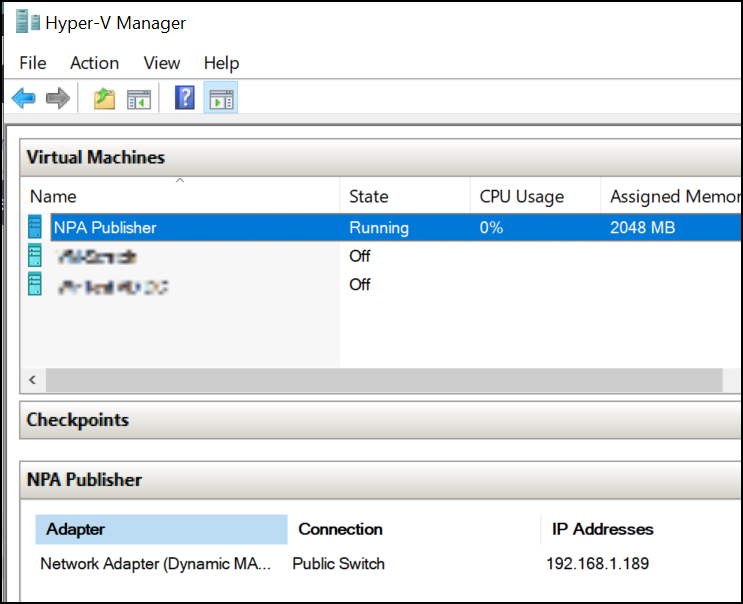 Hyper-V Manager
File Action View Help
Virtual Machines
Name State CPU Usage Assigned Memor
NPA Publisher Running 0% 2048 MB
Off
Off
Checkpoints
NPA Publisher
Adapter Connection IP Addresses
Network Adapter (Dynamic MA... Public Switch 192.168.1.189